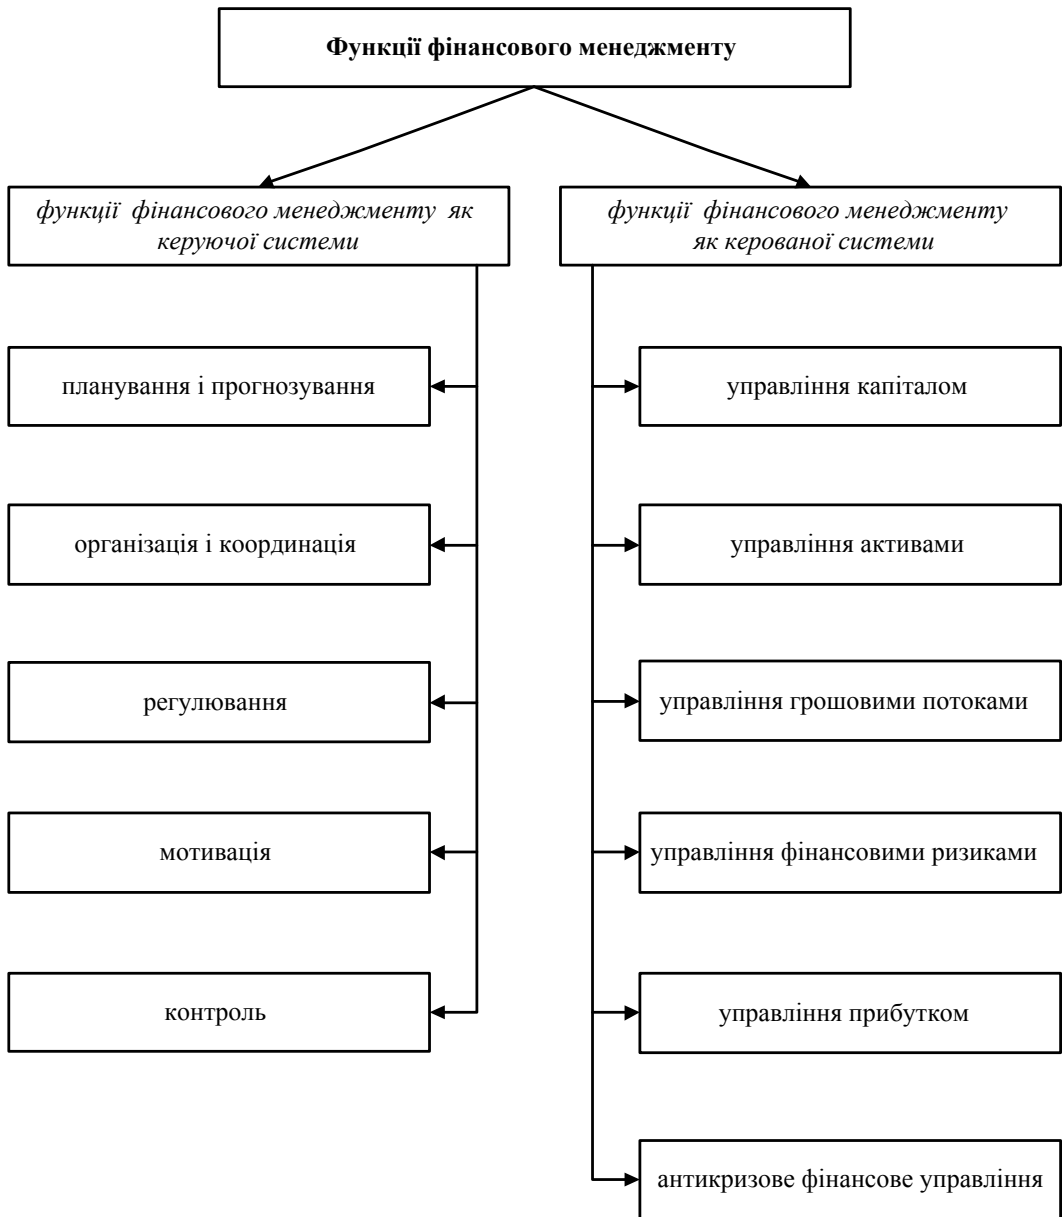 Функції фінансового менеджменту
функції фінансового менеджменту як
керуючої системи
функції фінансового менеджменту
як керованої системи
планування і прогнозування
організація і координація
регулювання
мотивація
контроль
управління капіталом
управління активами
управління грошовими потоками
управління фінансовими ризиками
управління прибутком
антикризове фінансове управління